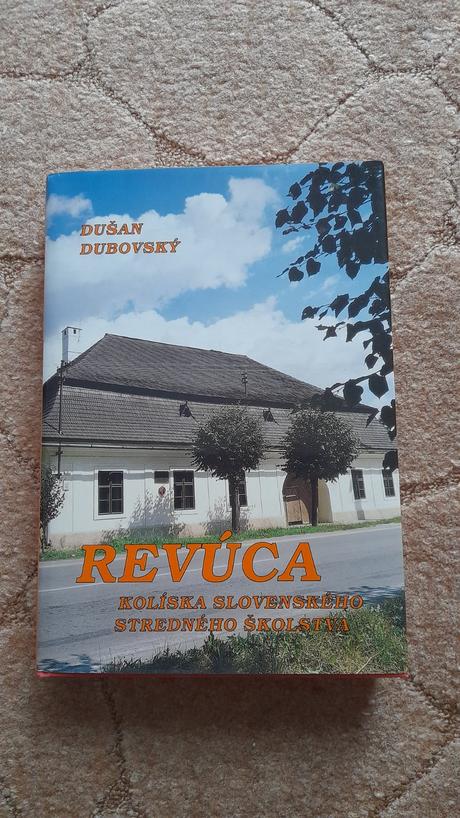 DUŠAN
DUBOVSKÝ
REVÚCA
KOLÍSKA SLOVENSKÉHO
STREDNÉHO ŠKOLSTVA